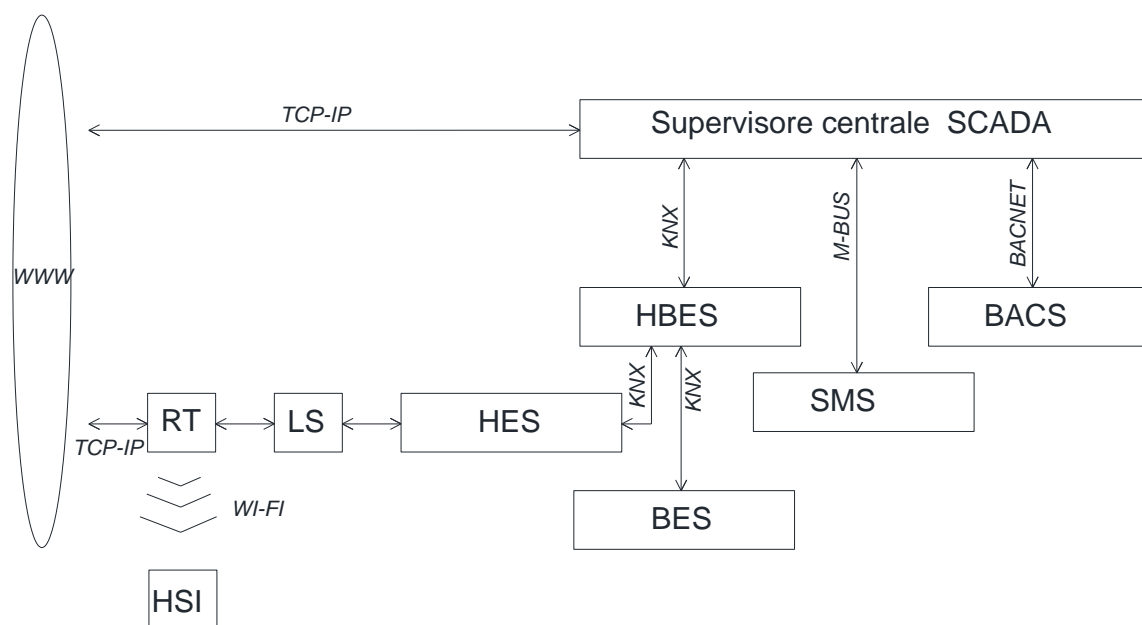 TCP-IP
Supervisore centrale SCADA
KNX
M-BUS
BACNET
WWW
HBES
BACS
KNX
KNX
SMS
RT
LS
HES
TCP-IP
WI-FI
BES
HSI